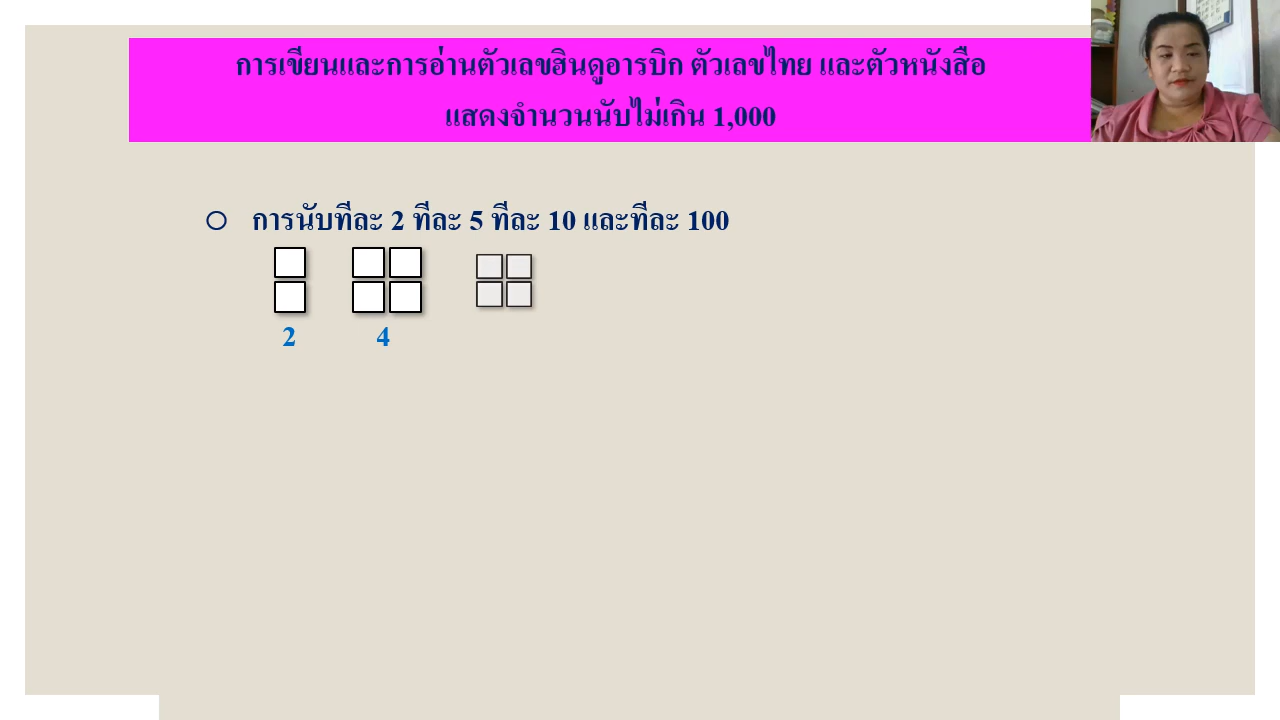 การเขียนและการอ่านตัวเลขฮินดูอารบิก ตัวเลขไทย และตัวหนังสือ
แสดงจำนวนนับไม่เกิน 1,000
การนับทีละ 2 ทีละ 5 ทีละ 10 และทีละ 100
2 4